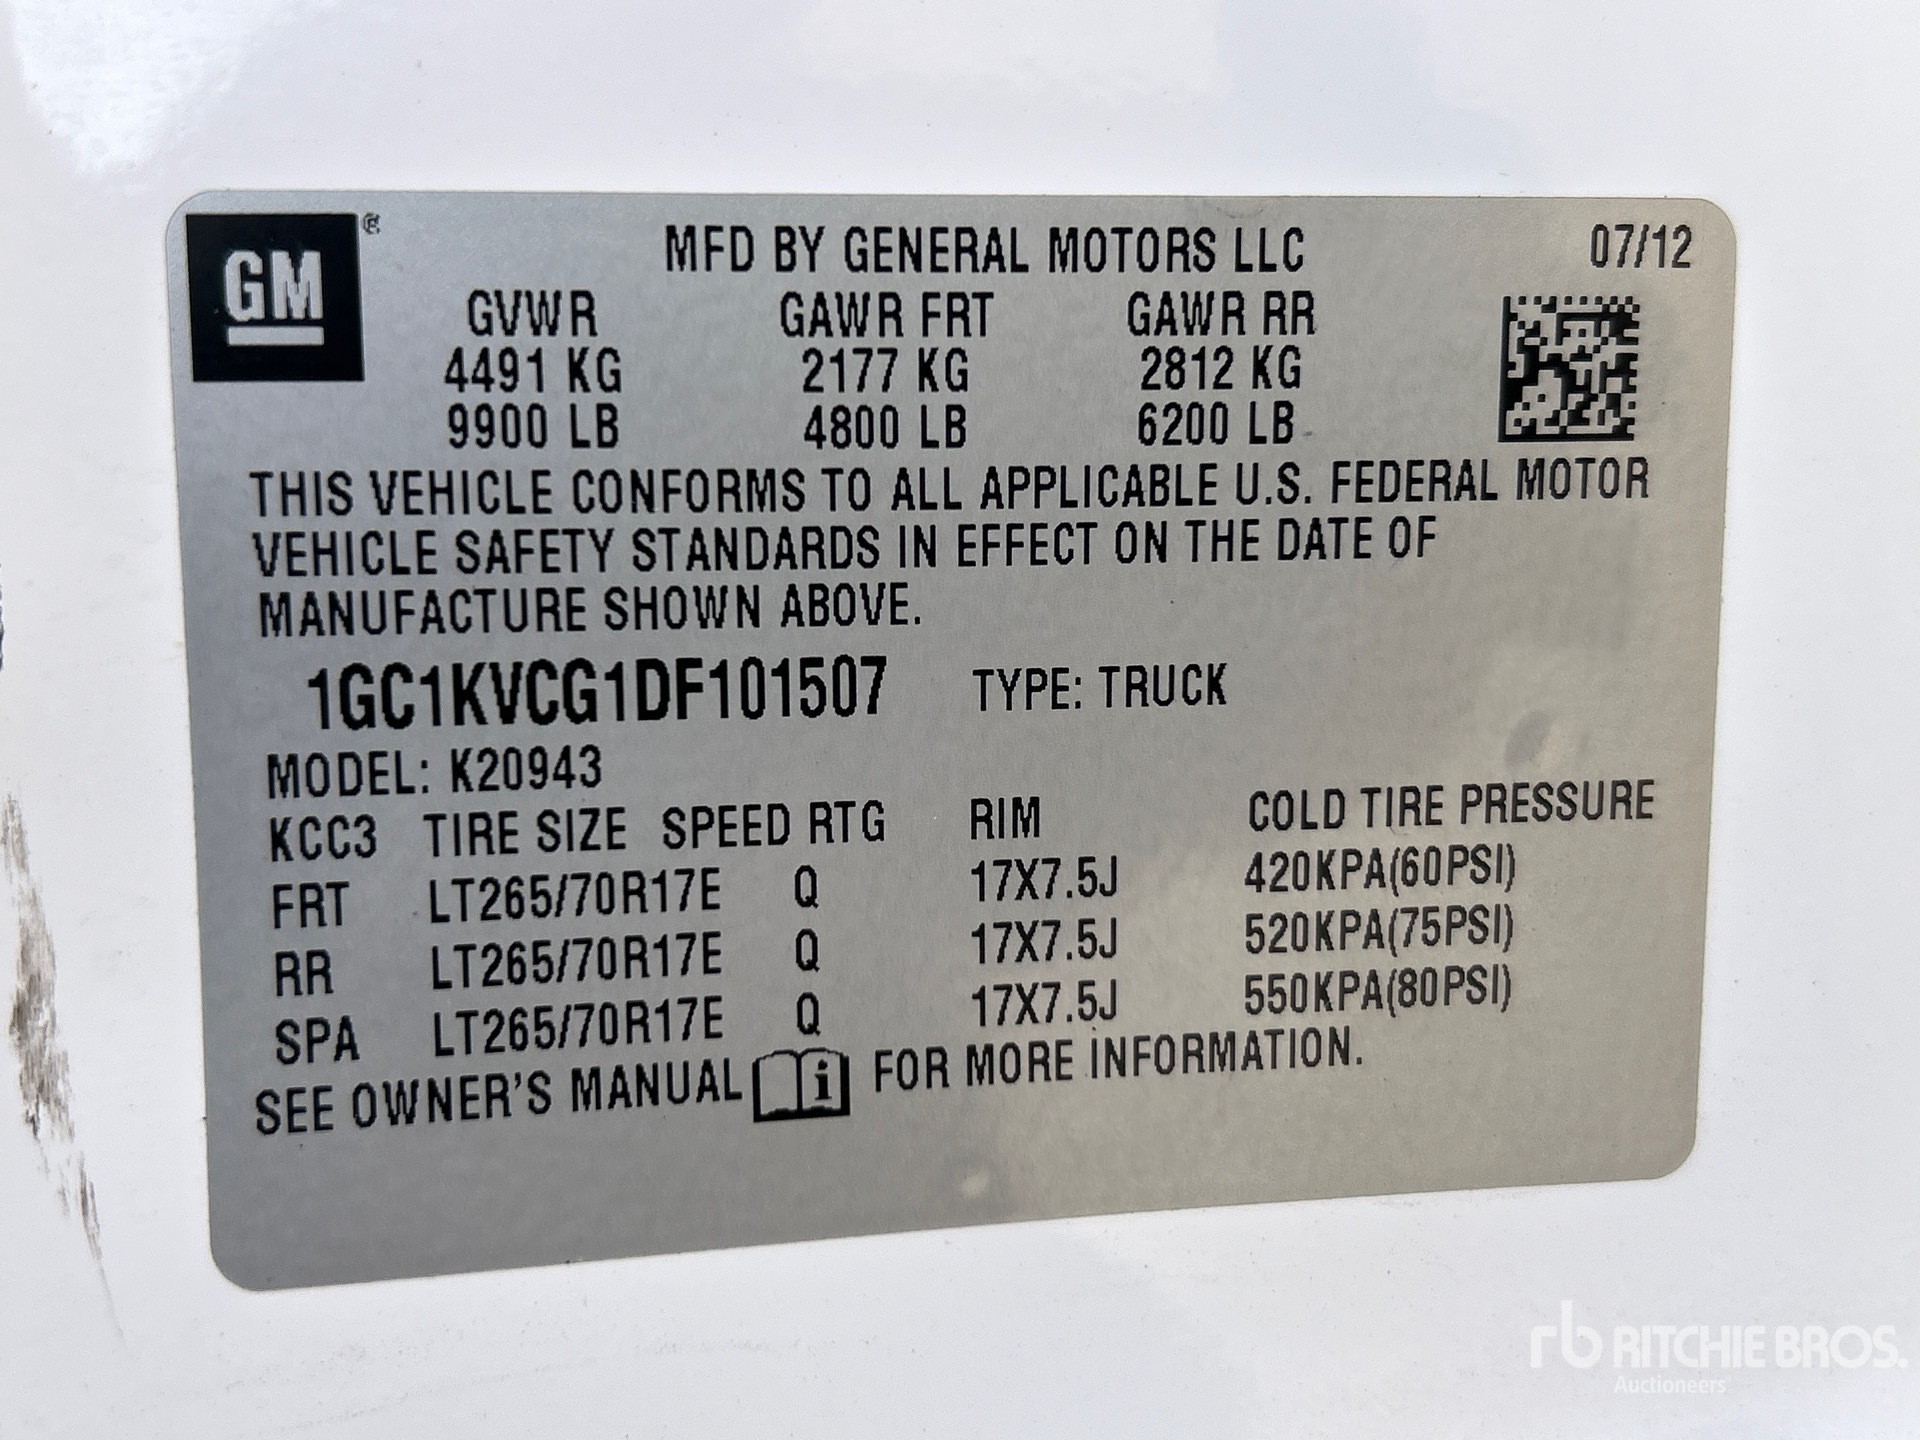 GM®
MFD BY GENERAL MOTORS LLC 07/12
GVWR GAWR FRT GAWR RR
4491 KG 2177 KG 2812 KG
9900 LB 4800 LB 6200 LB
THIS VEHICLE CONFORMS TO ALL APPLICABLE U.S. FEDERAL MOTOR
VEHICLE SAFETY STANDARDS IN EFFECT ON THE DATE OF
MANUFACTURE SHOWN ABOVE.
1GC1KVCG1DF101507 TYPE: TRUCK
MODEL: K20943
KCC3 TIRE SIZE SPEED RTG RIM COLD TIRE PRESSURE
FRT LT265/70R17E Q 17X7.5J 420KPA(60PSI)
RR LT265/70R17E Q 17X7.5J 520KPA(75PSI)
SPA LT265/70R17E Q 17X7.5J 550KPA(80PSI)
SEE OWNER'S MANUAL i FOR MORE INFORMATION.
rb RITCHIE BROS.
Auctioneers